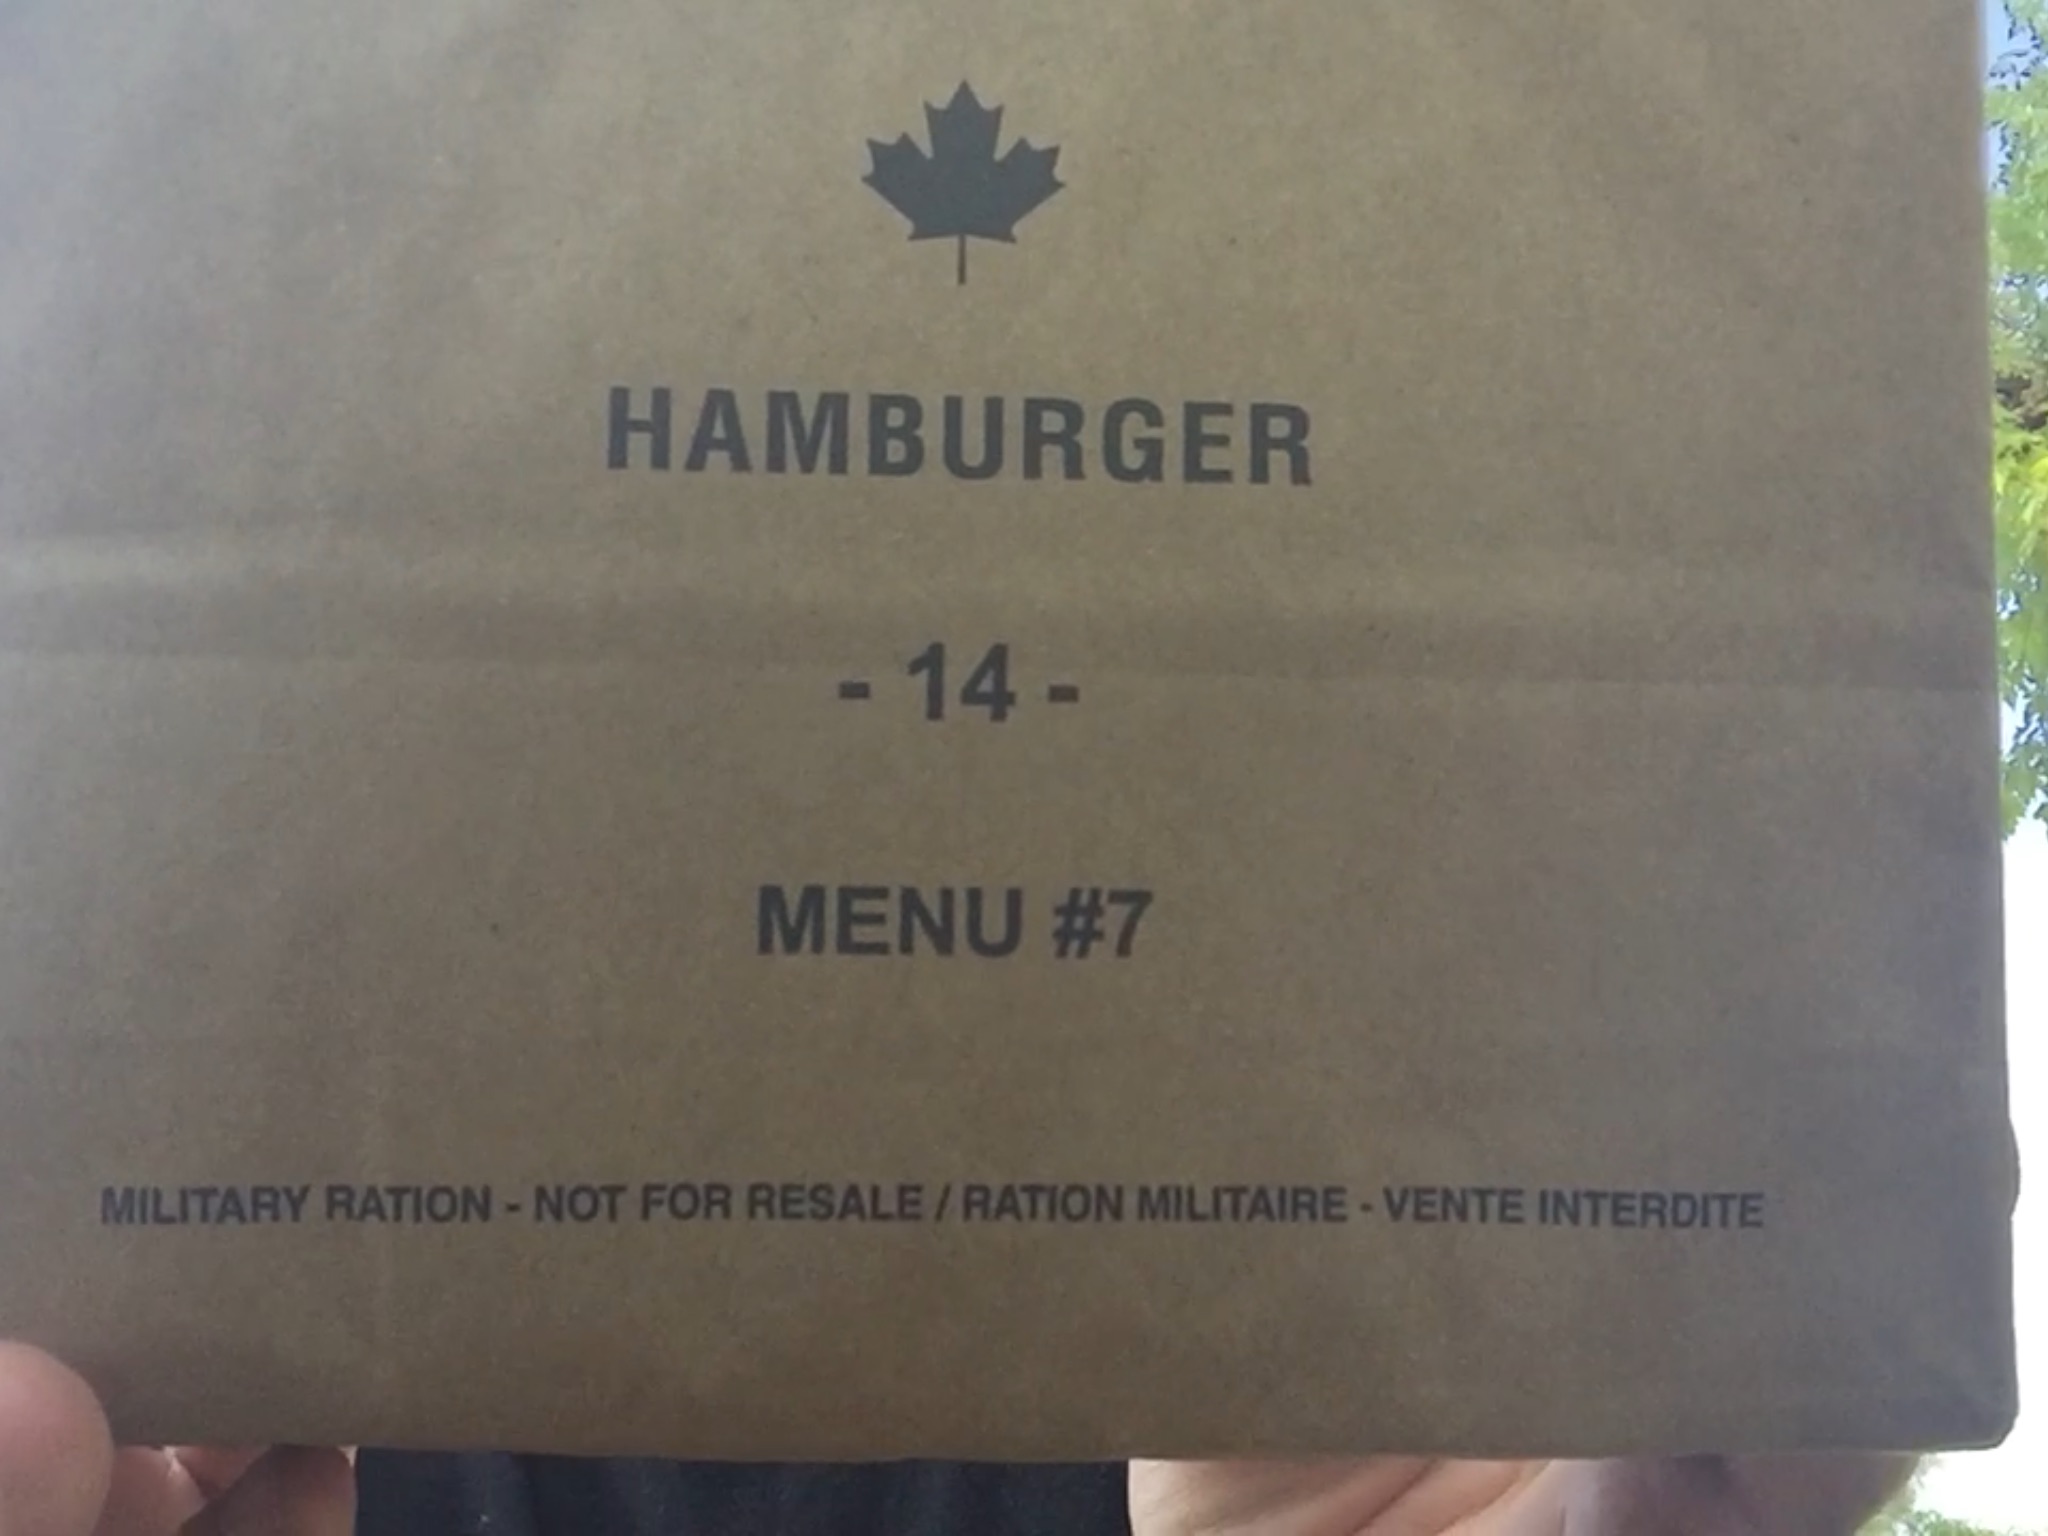 HAMBURGER
- 14 -
MENU #7
MILITARY RATION - NOT FOR RESALE / RATION MILITAIRE - VENTE INTERDITE